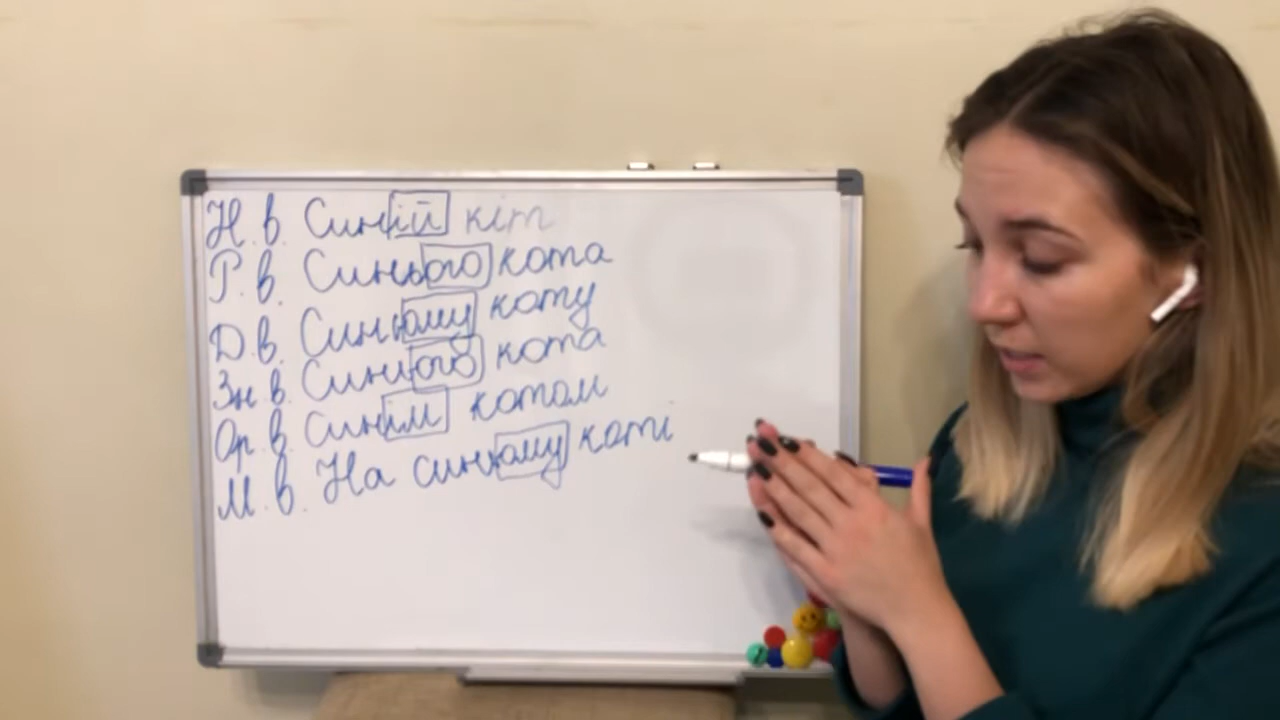 Н. в. Синій кіт
Р. в. Синього кота
Д. в. Синьому коту
Зн. в. Синього кота
Ор. в. Синім котом
М. в. На синьому коті